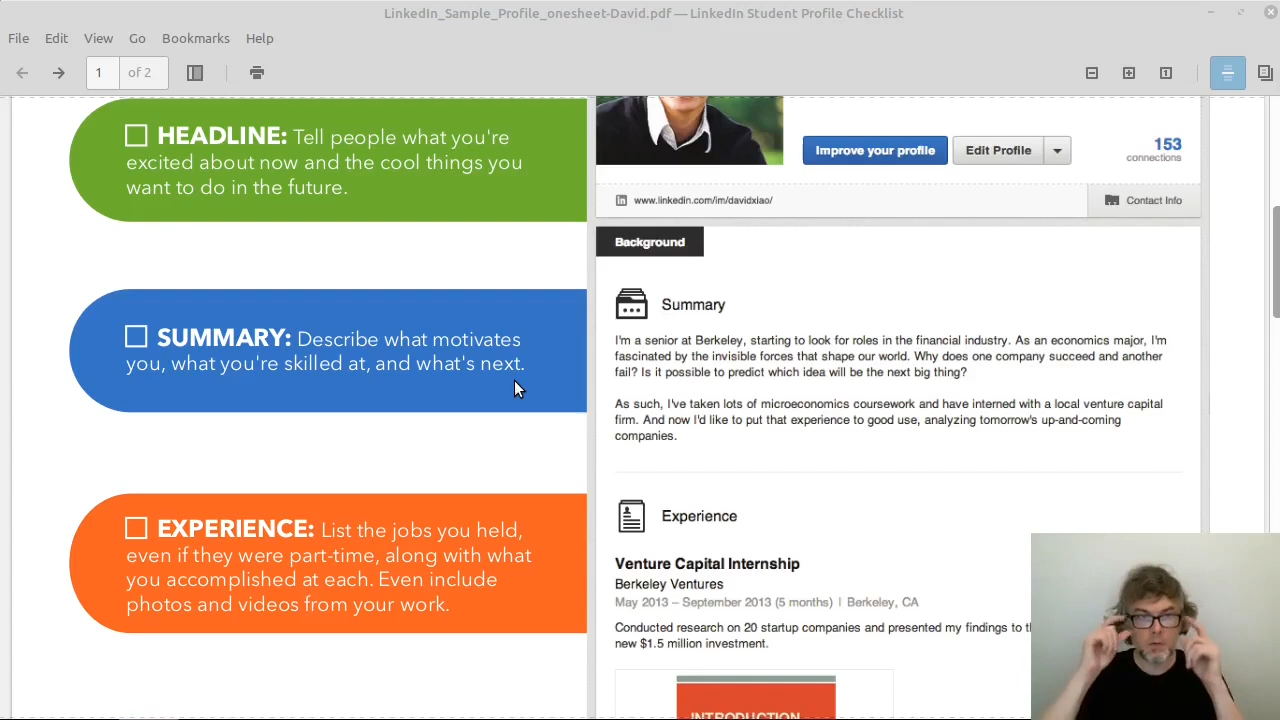 LinkedIn_Sample_Profile_onesheet-David.pdf — LinkedIn Student Profile Checklist
File Edit View Go Bookmarks Help
1 of 2
HEADLINE: Tell people what you're
excited about now and the cool things you
want to do in the future.
SUMMARY: Describe what motivates
you, what you're skilled at, and what's next.
EXPERIENCE: List the jobs you held,
even if they were part-time, along with what
you accomplished at each. Even include
photos and videos from your work.
Improve your profile
Edit Profile
153
connections
www.linkedin.com/im/davidxiao/
Contact Info
Background
Summary
I'm a senior at Berkeley, starting to look for roles in the financial industry. As an economics major, I'm
fascinated by the invisible forces that shape our world. Why does one company succeed and another
fail? Is it possible to predict which idea will be the next big thing?
As such, I've taken lots of microeconomics coursework and have interned with a local venture capital
firm. And now I'd like to put that experience to good use, analyzing tomorrow's up-and-coming
companies.
Experience
Venture Capital Internship
Berkeley Ventures
May 2013 – September 2013 (5 months) | Berkeley, CA
Conducted research on 20 startup companies and presented my findings to
new $1.5 million investment.
INTRODUCTION